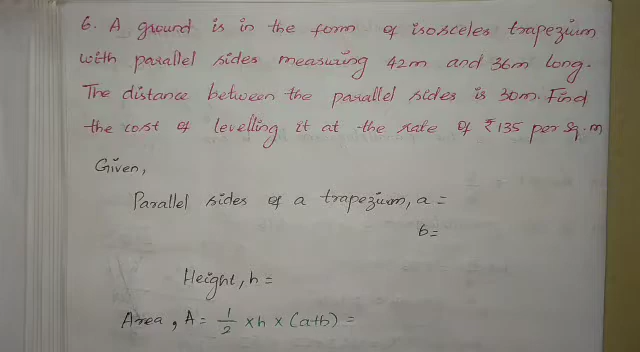 6. A ground is in the form of isosceles trapezium
with parallel sides measuring 42m and 36m long.
The distance between the parallel sides is 30m. Find
the cost of levelling it at the rate of ₹135 per sq.m
Given,
Parallel sides of a trapezium, a =
b=
Height, h =
Area, A = 1/2 × h × (a+b) =